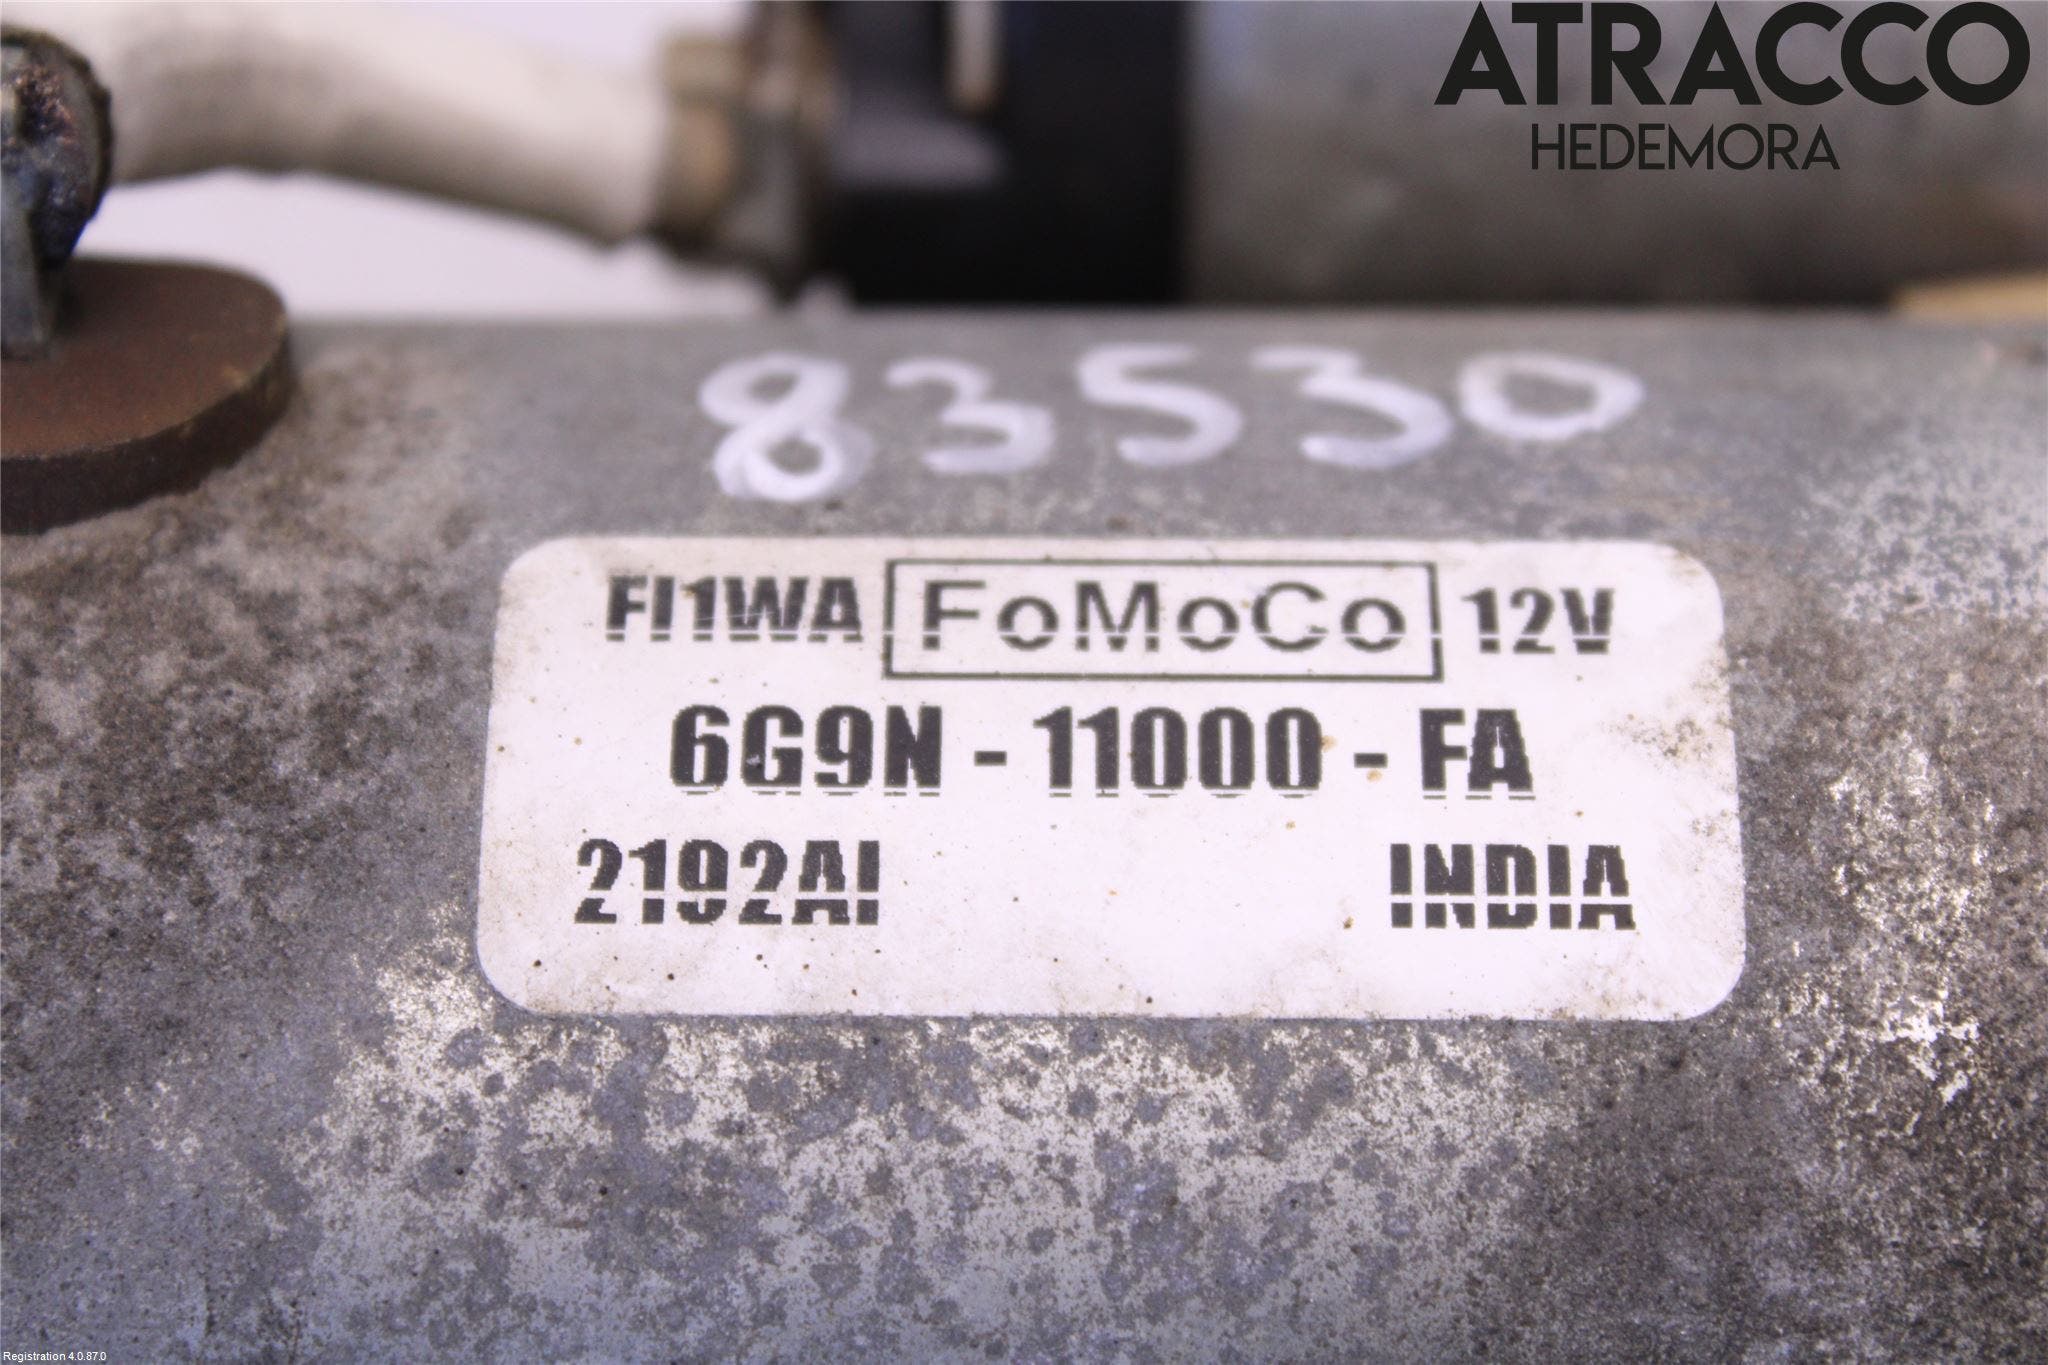 ATRACCO
HEDEMORA
83530
FI1WA FoMoCo 12V
6G9N - 11000 - FA
2192AI INDIA
Registration 4.0.87.0